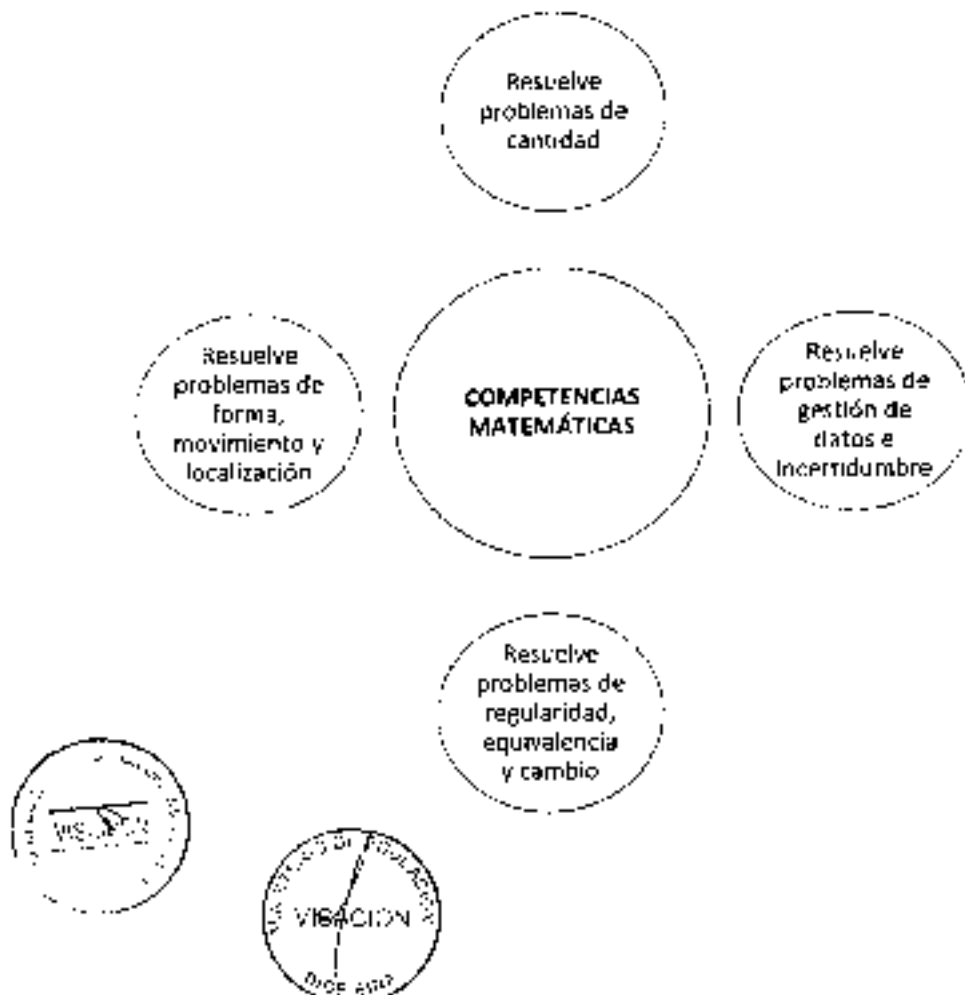 Resuelve
problemas de
cantidad
Resuelve
problemas de
forma,
movimiento y
localización
COMPETENCIAS
MATEMÁTICAS
Resuelve
problemas de
gestión de
datos e
incertidumbre
Resuelve
problemas de
regularidad,
equivalencia
y cambio
VISACIÓN